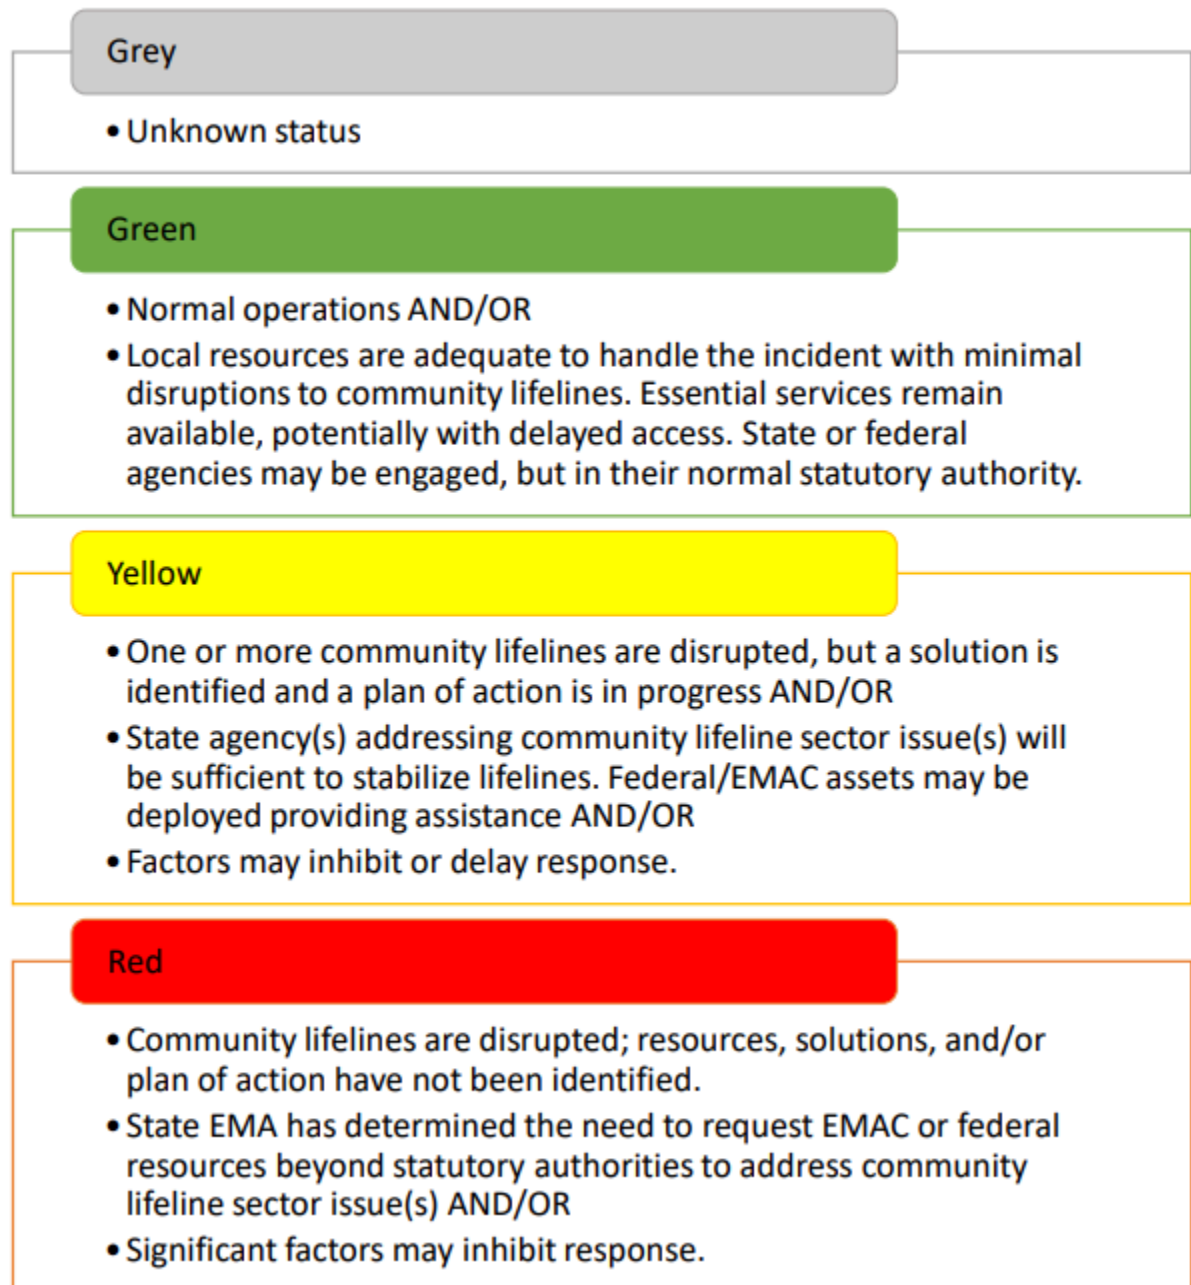 Grey
• Unknown status
Green
• Normal operations AND/OR
• Local resources are adequate to handle the incident with minimal
disruptions to community lifelines. Essential services remain
available, potentially with delayed access. State or federal
agencies may be engaged, but in their normal statutory authority.
Yellow
• One or more community lifelines are disrupted, but a solution is
identified and a plan of action is in progress AND/OR
• State agency(s) addressing community lifeline sector issue(s) will
be sufficient to stabilize lifelines. Federal/EMAC assets may be
deployed providing assistance AND/OR
• Factors may inhibit or delay response.
Red
• Community lifelines are disrupted; resources, solutions, and/or
plan of action have not been identified.
• State EMA has determined the need to request EMAC or federal
resources beyond statutory authorities to address community
lifeline sector issue(s) AND/OR
• Significant factors may inhibit response.